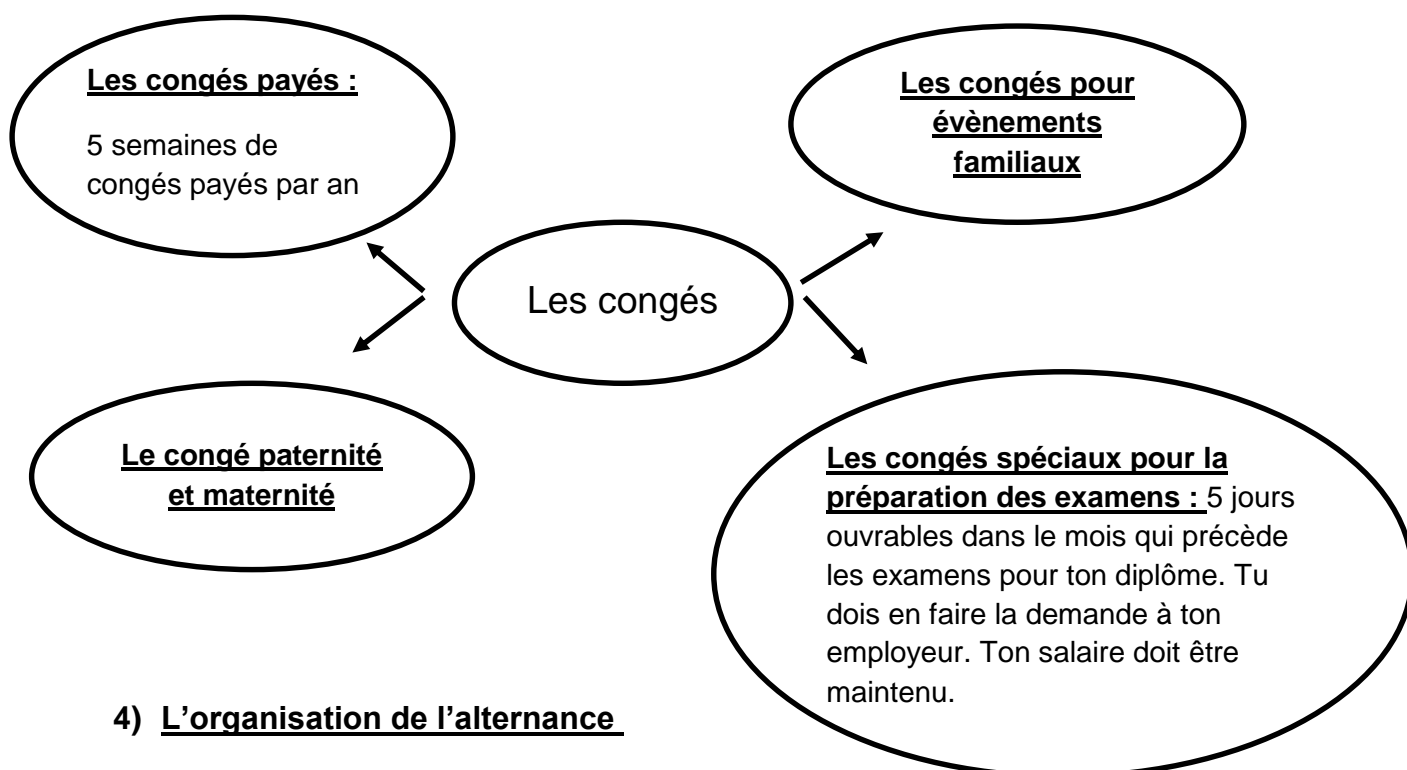 Les congés payés :
5 semaines de
congés payés par an
Les congés pour
évènements
familiaux
Les congés
Le congé paternité
et maternité
Les congés spéciaux pour la
préparation des examens : 5 jours
ouvrables dans le mois qui précède
les examens pour ton diplôme. Tu
dois en faire la demande à ton
employeur. Ton salaire doit être
maintenu.
4) L’organisation de l’alternance